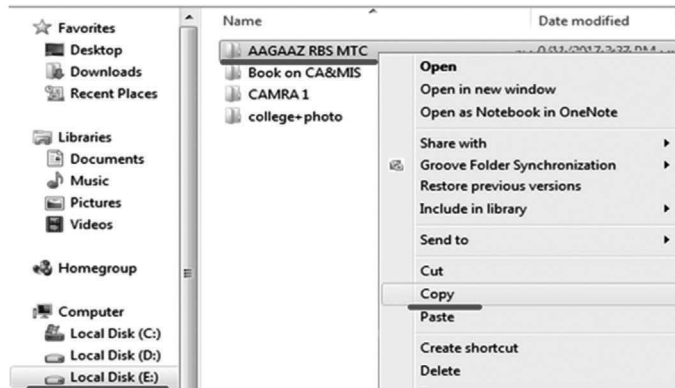 Favorites
Desktop
Downloads
Recent Places
Libraries
Documents
Music
Pictures
Videos
Homegroup
Computer
Local Disk (C:)
Local Disk (D:)
Local Disk (E:)
Name Date modified
AAGAAZ RBS MTC
Book on CA&MIS
CAMRA 1
college+photo
Open
Open in new window
Open as Notebook in OneNote
Share with
Groove Folder Synchronization
Restore previous versions
Include in library
Send to
Cut
Copy
Paste
Create shortcut
Delete